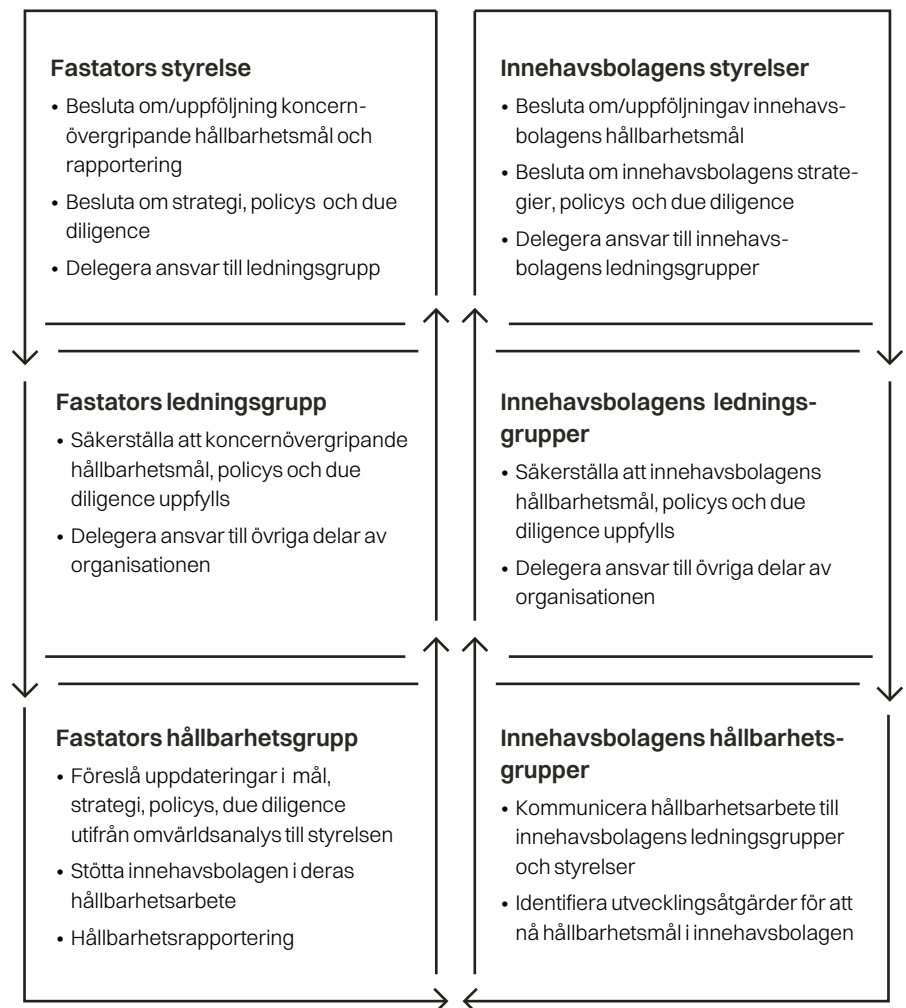 Fastators styrelse
• Besluta om/uppföljning koncern-
övergripande hållbarhetsmål och
rapportering
• Besluta om strategi, policys och due
diligence
• Delegera ansvar till ledningsgrupp
Innehavsbolagens styrelser
• Besluta om/uppföljningav innehavs-
bolagens hållbarhetsmål
• Besluta om innehavsbolagens strate-
gier, policys och due diligence
• Delegera ansvar till innehavs-
bolagens ledningsgrupper
Fastators ledningsgrupp
• Säkerställa att koncernövergripande
hållbarhetsmål, policys och due
diligence uppfylls
• Delegera ansvar till övriga delar av
organisationen
Innehavsbolagens lednings-
grupper
• Säkerställa att innehavsbolagens
hållbarhetsmål, policys och due
diligence uppfylls
• Delegera ansvar till övriga delar av
organisationen
Fastators hållbarhetsgrupp
• Föreslå uppdateringar i mål,
strategi, policys, due diligence
utifrån omvärldsanalys till styrelsen
• Stötta innehavsbolagen i deras
hållbarhetsarbete
• Hållbarhetsrapportering
Innehavsbolagens hållbarhets-
grupper
• Kommunicera hållbarhetsarbete till
innehavsbolagens ledningsgrupper
och styrelser
• Identifiera utvecklingsåtgärder för att
nå hållbarhetsmål i innehavsbolagen